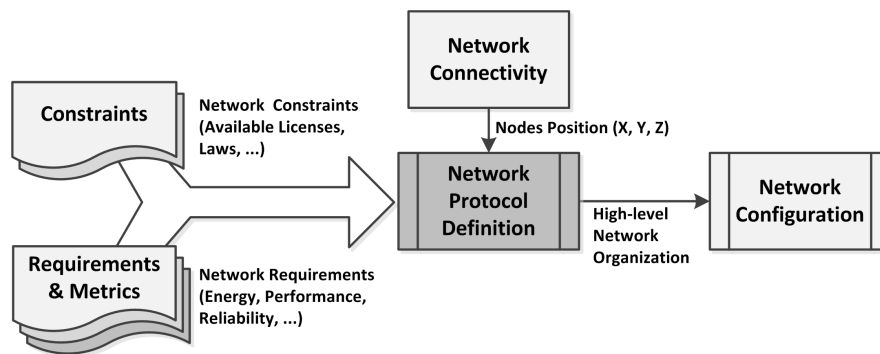 Network
Connectivity
Constraints
Network Constraints
(Available Licenses,
Laws, ...)
Nodes Position (X, Y, Z)
Network
Protocol
Definition
Network
Configuration
High-level
Network
Organization
Requirements
& Metrics
Network Requirements
(Energy, Performance,
Reliability, ...)